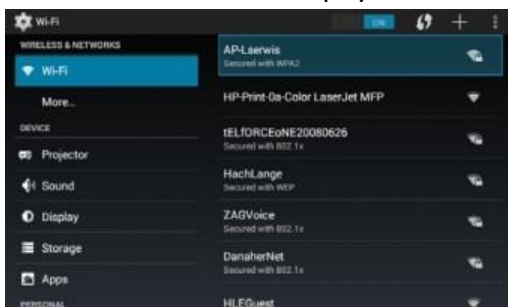 Wi-Fi
ON
WIRELESS & NETWORKS
Wi-Fi
More...
DEVICE
Projector
Sound
Display
Storage
Apps
PERSONAL
AP-Lserwis
Secured with WPA2
HP-Print-0a-Color LaserJet MFP
tELfORCEoNE20080626
Secured with 802.1x
HachLange
Secured with WEP
ZAGVoice
Secured with 802.1x
DanaherNet
Secured with 802.1x
HLFGuest